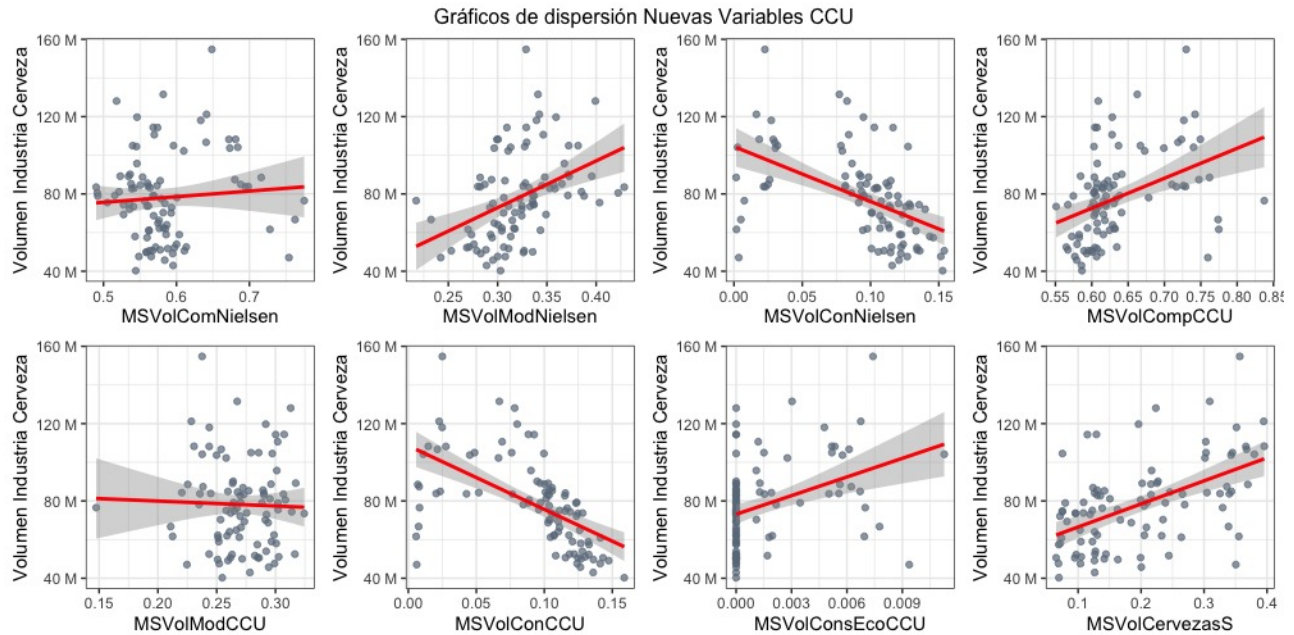 Gráficos de dispersión Nuevas Variables CCU
Volumen Industria Cerveza
160 M
120 M
80 M
40 M
0.5 0.6 0.7
MSVolComNielsen
Volumen Industria Cerveza
160 M
120 M
80 M
40 M
0.25 0.30 0.35 0.40
MSVolModNielsen
Volumen Industria Cerveza
160 M
120 M
80 M
40 M
0.00 0.05 0.10 0.15
MSVolConNielsen
Volumen Industria Cerveza
160 M
120 M
80 M
40 M
0.55 0.60 0.65 0.70 0.75 0.80 0.85
MSVolCompCCU
Volumen Industria Cerveza
160 M
120 M
80 M
40 M
0.15 0.20 0.25 0.30
MSVolModCCU
Volumen Industria Cerveza
160 M
120 M
80 M
40 M
0.00 0.05 0.10 0.15
MSVolConCCU
Volumen Industria Cerveza
160 M
120 M
80 M
40 M
0.000 0.003 0.006 0.009
MSVolConsEcoCCU
Volumen Industria Cerveza
160 M
120 M
80 M
40 M
0.1 0.2 0.3 0.4
MSVolCervezasS